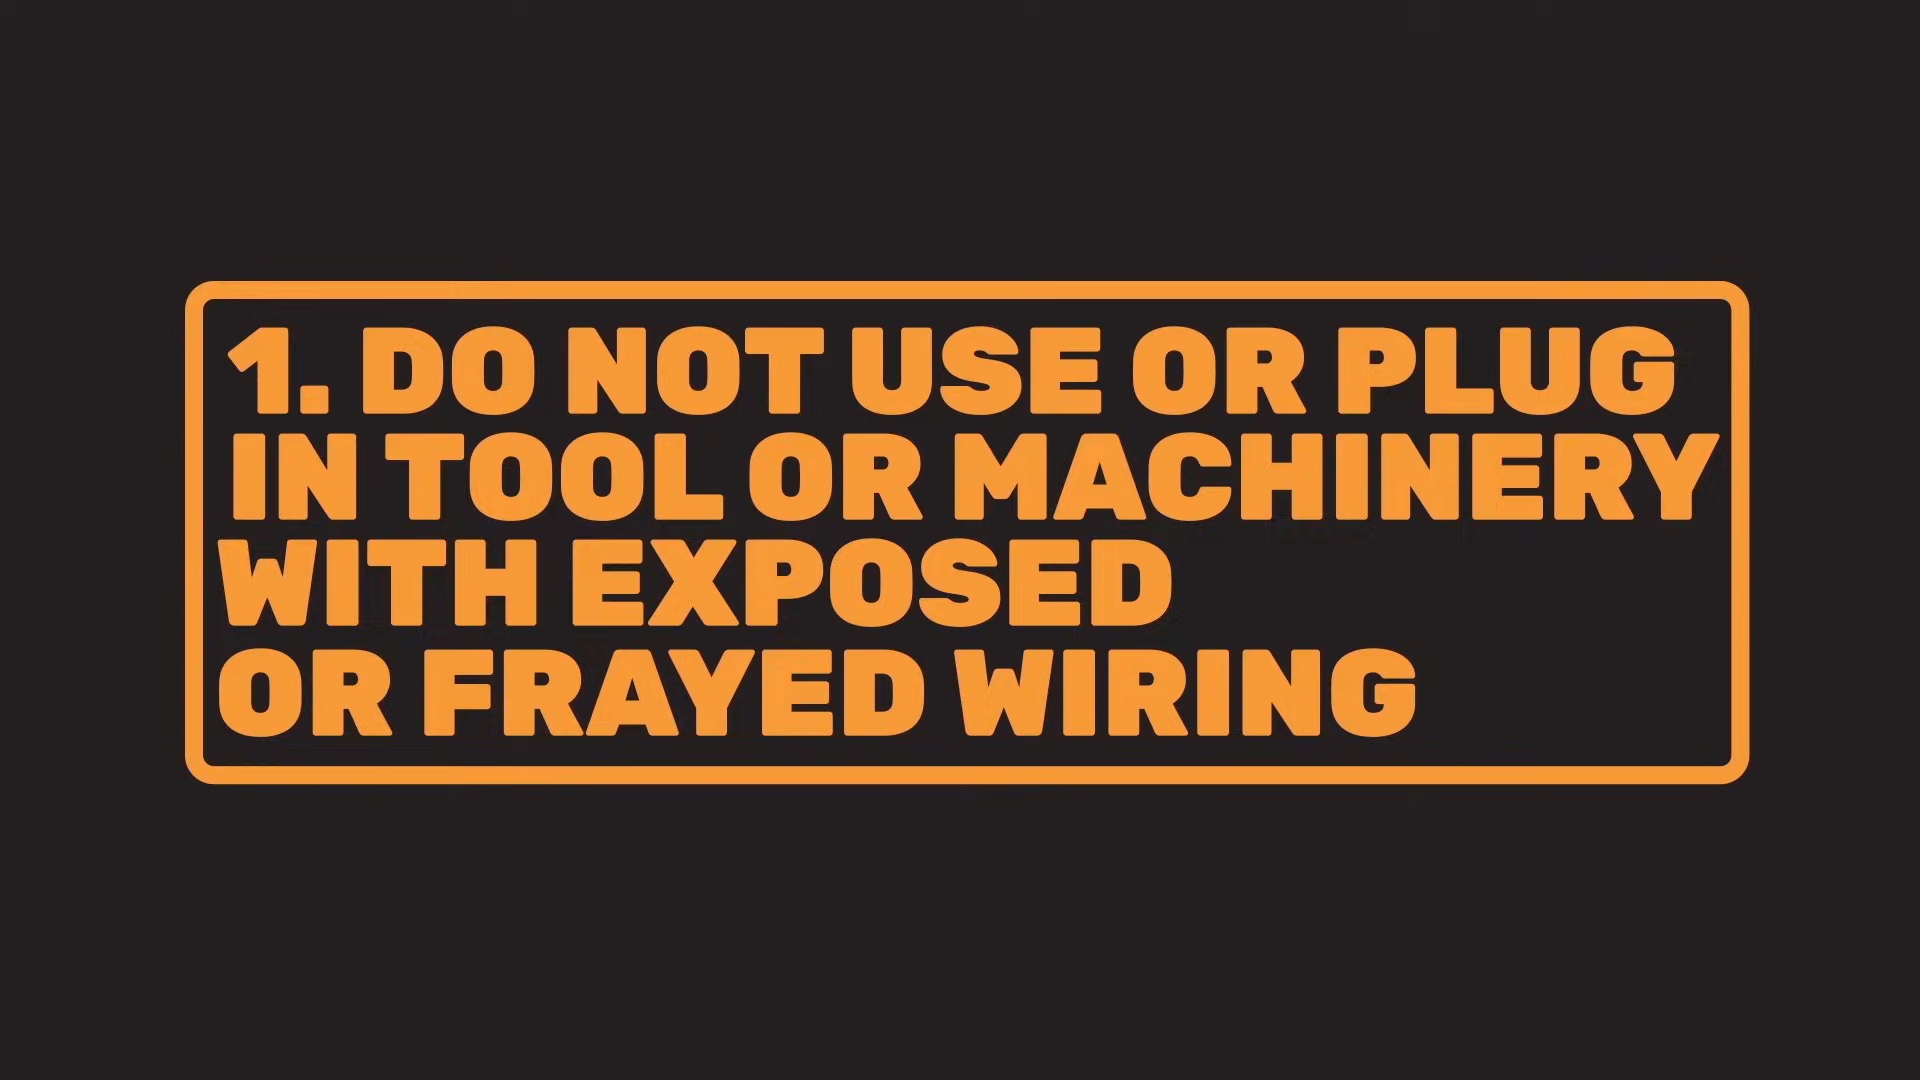 1. DO NOT USE OR PLUG
IN TOOL OR MACHINERY
WITH EXPOSED
OR FRAYED WIRING